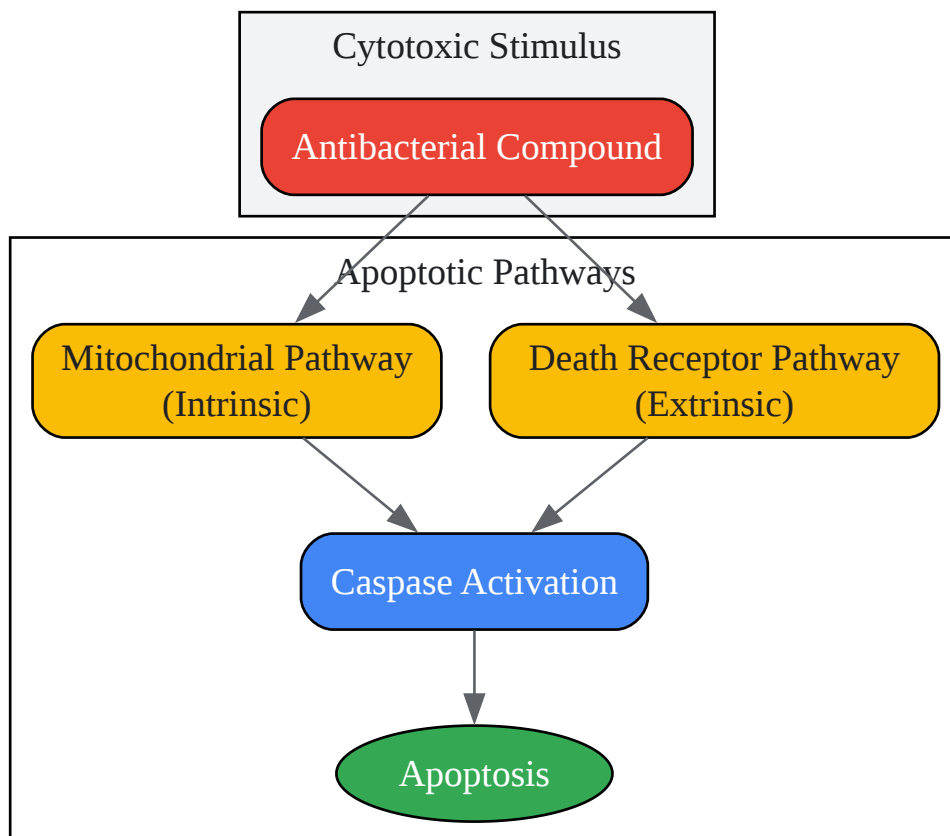 Cytotoxic Stimulus
Antibacterial Compound
Apoptotic Pathways
Mitochondrial Pathway
(Intrinsic)
Death Receptor Pathway
(Extrinsic)
Caspase Activation
Apoptosis